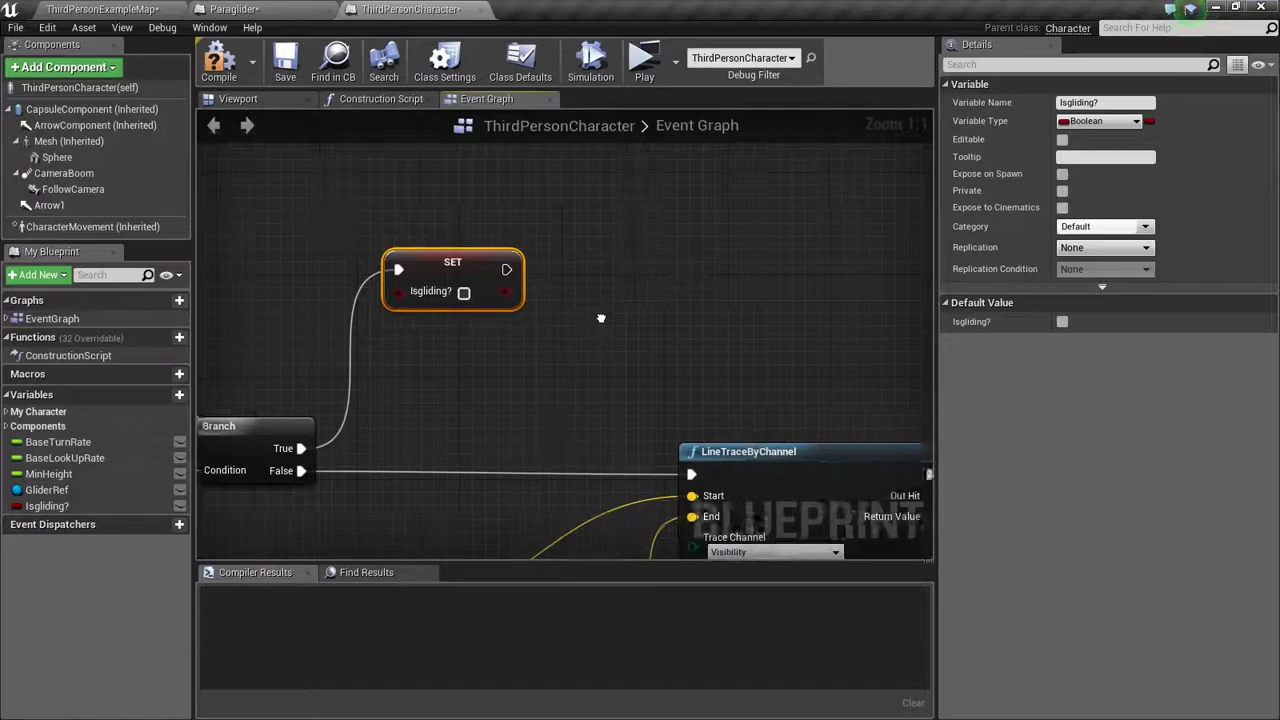 ThirdPersonExampleMap*
Paraglider*
ThirdPersonCharacter*
File Edit Asset View Debug Window Help
Parent class: Character
Search For Help
Components
Add Component
ThirdPersonCharacter(self)
CapsuleComponent (Inherited)
ArrowComponent (Inherited)
Mesh (Inherited)
Sphere
CameraBoom
FollowCamera
Arrow1
CharacterMovement (Inherited)
My Blueprint
Add New
Search
Graphs
EventGraph
Functions (32 Overridable)
ConstructionScript
Macros
Variables
My Character
Components
BaseTurnRate
BaseLookUpRate
MinHeight
GliderRef
Isgliding?
Event Dispatchers
Compile
Save
Find in CB
Search
Class Settings
Class Defaults
Simulation
Play
ThirdPersonCharacter
Debug Filter
Viewport
Construction Script
Event Graph
ThirdPersonCharacter > Event Graph
Zoom 1:1
SET
Isgliding?
Branch
True
Condition False
LineTraceByChannel
Start Out Hit
End Return Value
Trace Channel
Visibility
BLUEPRINT
Compiler Results
Find Results
Clear
Details
Search
Variable
Variable Name Isgliding?
Variable Type Boolean
Editable
Tooltip
Expose on Spawn
Private
Expose to Cinematics
Category Default
Replication None
Replication Condition None
Default Value
Isgliding?